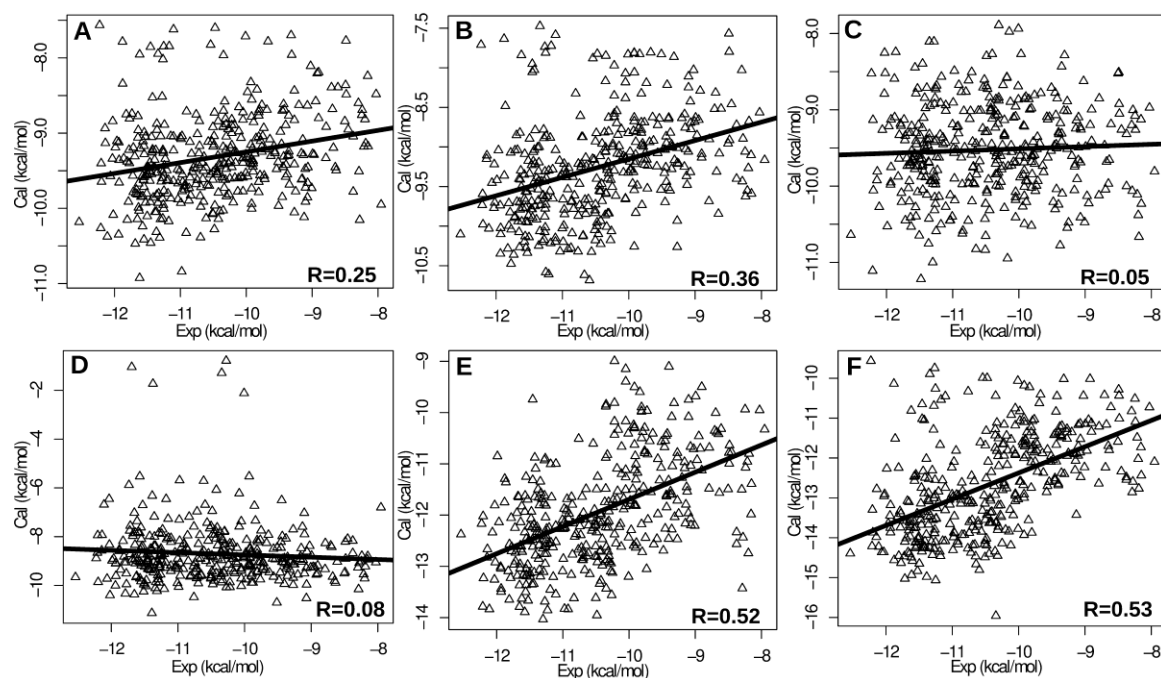 A
Cal (kcal/mol)
−8.0
−9.0
−10.0
−11.0
R=0.25
−12 −11 −10 −9 −8
Exp (kcal/mol)
B
Cal (kcal/mol)
−7.5
−8.5
−9.5
−10.5
R=0.36
−12 −11 −10 −9 −8
Exp (kcal/mol)
C
Cal (kcal/mol)
−8.0
−9.0
−10.0
−11.0
R=0.05
−12 −11 −10 −9 −8
Exp (kcal/mol)
D
Cal (kcal/mol)
−2
−4
−6
−8
−10
R=0.08
−12 −11 −10 −9 −8
Exp (kcal/mol)
E
Cal (kcal/mol)
−9
−10
−11
−12
−13
−14
R=0.52
−12 −11 −10 −9 −8
Exp (kcal/mol)
F
Cal (kcal/mol)
−10
−11
−12
−13
−14
−15
−16
R=0.53
−12 −11 −10 −9 −8
Exp (kcal/mol)